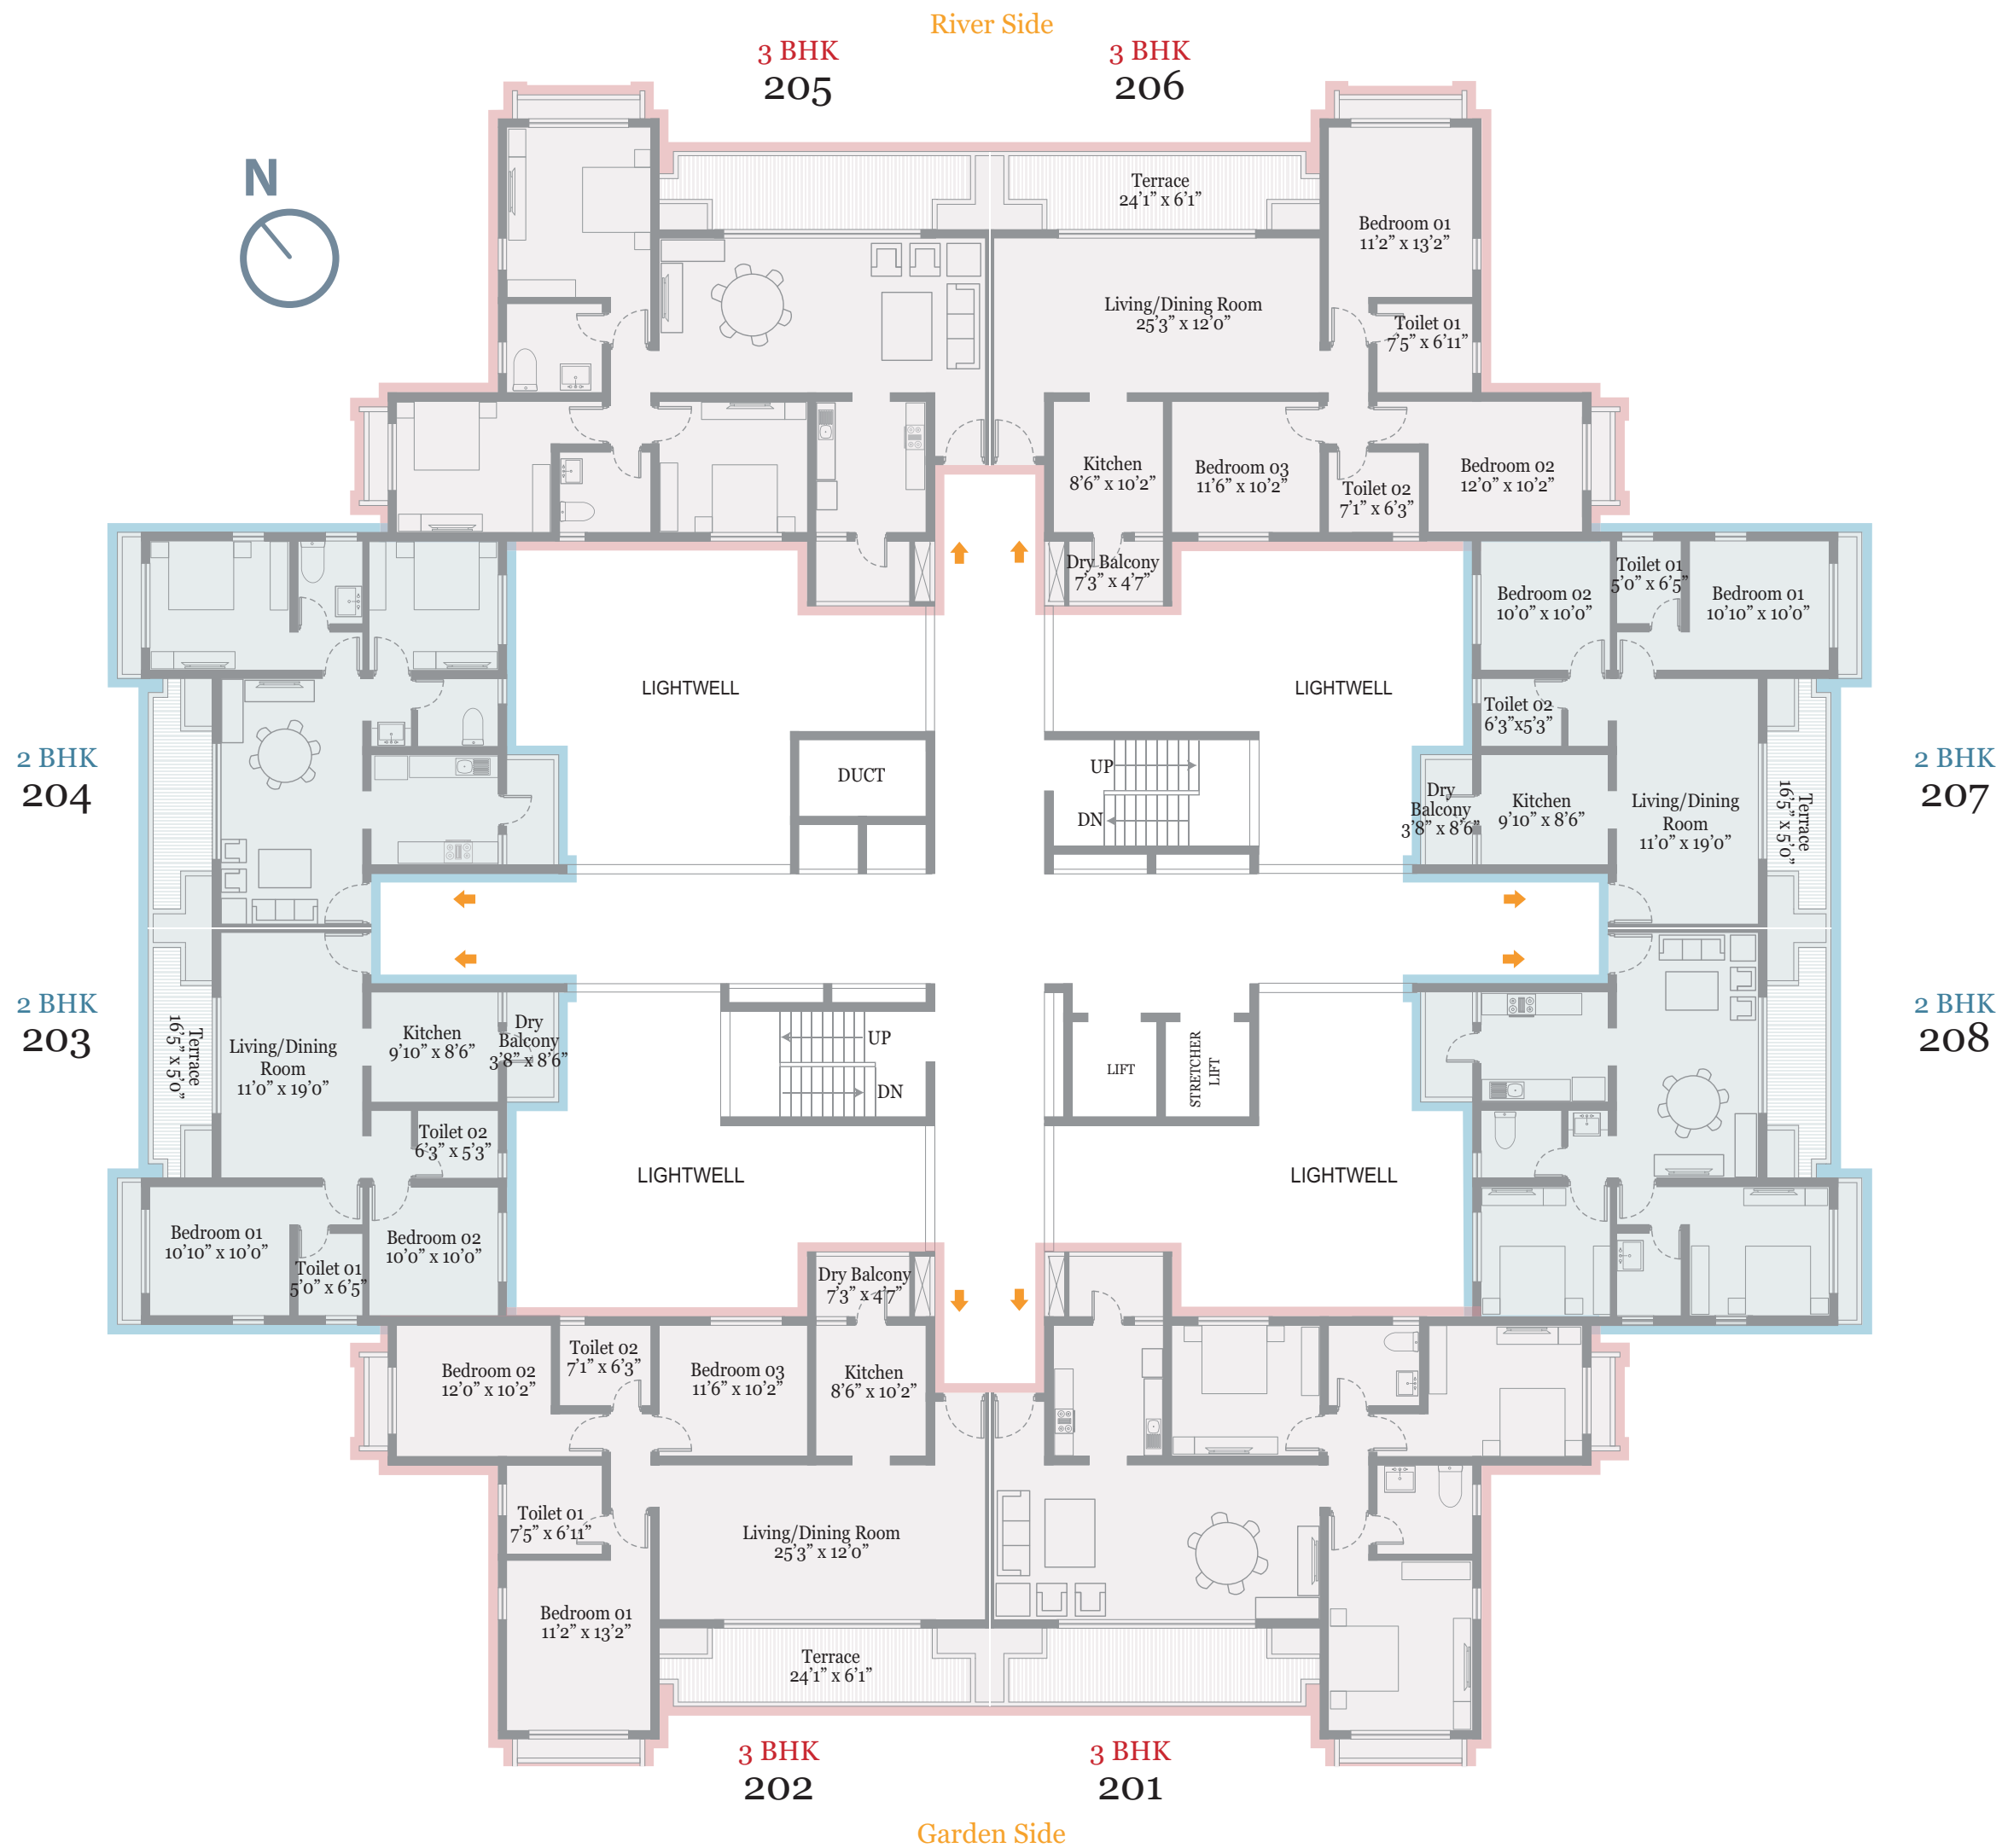 River Side
3 BHK
205
3 BHK
206
N
Terrace
24’1” x 6’1”
Bedroom 01
11’2” x 13’2”
Living/Dining Room
25’3” x 12’0”
Toilet 01
7’5” x 6’11”
Kitchen
8’6” x 10’2”
Bedroom 03
11’6” x 10’2”
Toilet 02
7’1” x 6’3”
Bedroom 02
12’0” x 10’2”
Dry Balcony
7’3” x 4’7”
Bedroom 02
10’0” x 10’0”
Toilet 01
5’0” x 6’5”
Bedroom 01
10’10” x 10’0”
LIGHTWELL
LIGHTWELL
Toilet 02
6’3”x5’3”
2 BHK
204
DUCT
UP
DN
Dry
Balcony
3’8” x 8’6”
Kitchen
9’10” x 8’6”
Living/Dining
Room
11’0” x 19’0”
Terrace
16’5” x 5’0”
2 BHK
207
2 BHK
203
Terrace
16’5” x 5’0”
Living/Dining
Room
11’0” x 19’0”
Kitchen
9’10” x 8’6”
Dry
Balcony
3’8” x 8’6”
UP
DN
LIFT
STRETCHER
LIFT
2 BHK
208
Toilet 02
6’3” x 5’3”
LIGHTWELL
LIGHTWELL
Bedroom 01
10’10” x 10’0”
Toilet 01
5’0” x 6’5”
Bedroom 02
10’0” x 10’0”
Dry Balcony
7’3” x 4’7”
Bedroom 02
12’0” x 10’2”
Toilet 02
7’1” x 6’3”
Bedroom 03
11’6” x 10’2”
Kitchen
8’6” x 10’2”
Toilet 01
7’5” x 6’11”
Living/Dining Room
25’3” x 12’0”
Bedroom 01
11’2” x 13’2”
Terrace
24’1” x 6’1”
3 BHK
202
3 BHK
201
Garden Side